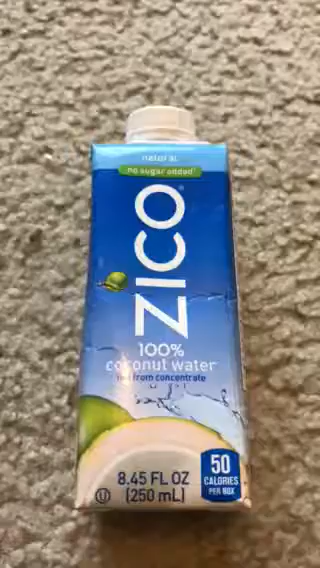 natural
no sugar added
ZICO
100%
coconut water
not from concentrate
8.45 FL OZ
(250 mL)
50
CALORIES
PER BOX
U